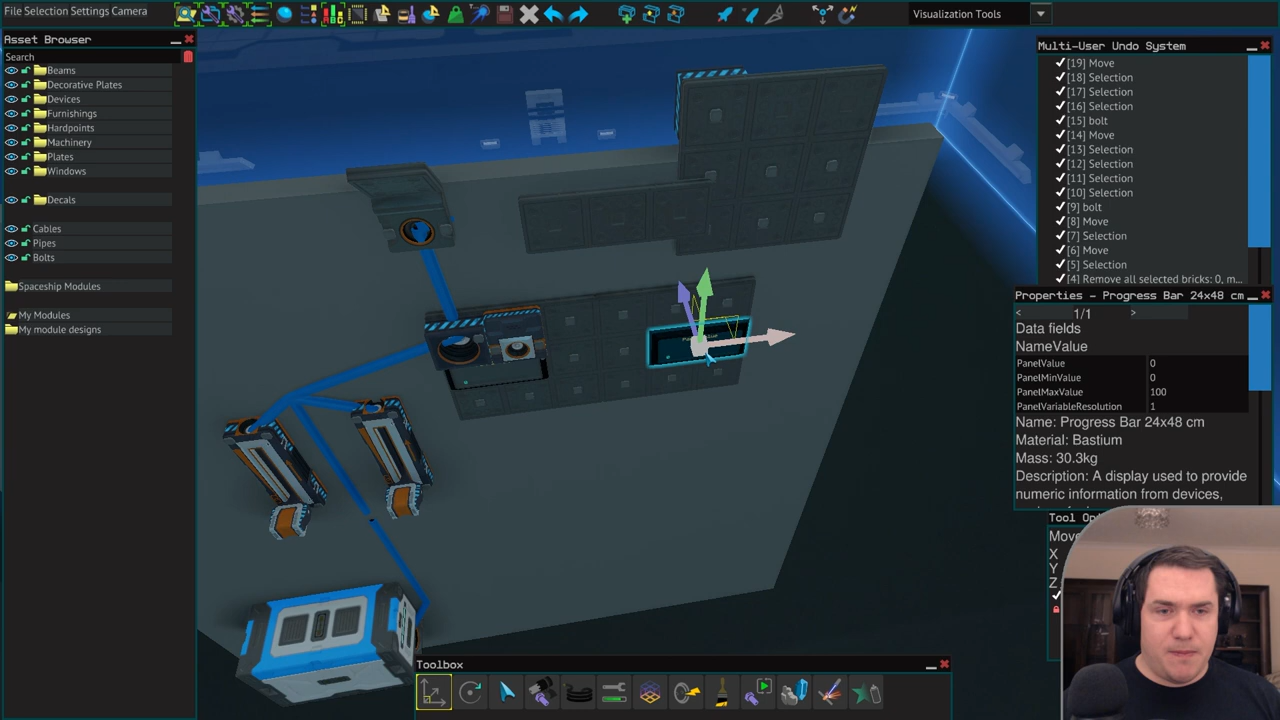 File Selection Settings Camera
Visualization Tools
Asset Browser
Search
Beams
Decorative Plates
Devices
Furnishings
Hardpoints
Machinery
Plates
Windows
Decals
Cables
Pipes
Bolts
Spaceship Modules
My Modules
My module designs
Multi-User Undo System
[19] Move
[18] Selection
[17] Selection
[16] Selection
[15] bolt
[14] Move
[13] Selection
[12] Selection
[11] Selection
[10] Selection
[9] bolt
[8] Move
[7] Selection
[6] Move
[5] Selection
[4] Remove all selected bricks: 0, m...
Properties - Progress Bar 24x48 cm
< 1/1 >
Data fields
NameValue
PanelValue 0
PanelMinValue 0
PanelMaxValue 100
PanelVariableResolution 1
Name: Progress Bar 24x48 cm
Material: Bastium
Mass: 30.3kg
Description: A display used to provide
numeric information from devices,
Tool Opt
Move
X
Y
Z
Toolbox